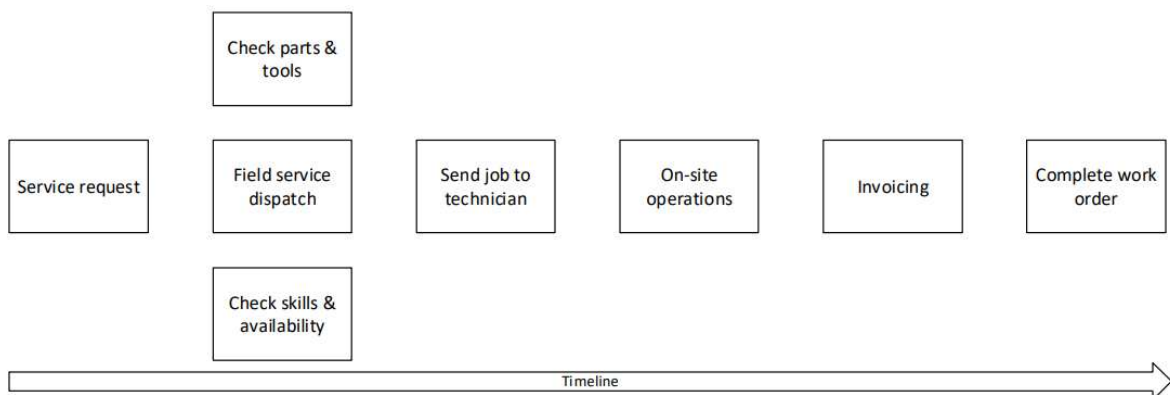 Check parts &
tools
Service request
Field service
dispatch
Send job to
technician
On-site
operations
Invoicing
Complete work
order
Check skills &
availability
Timeline